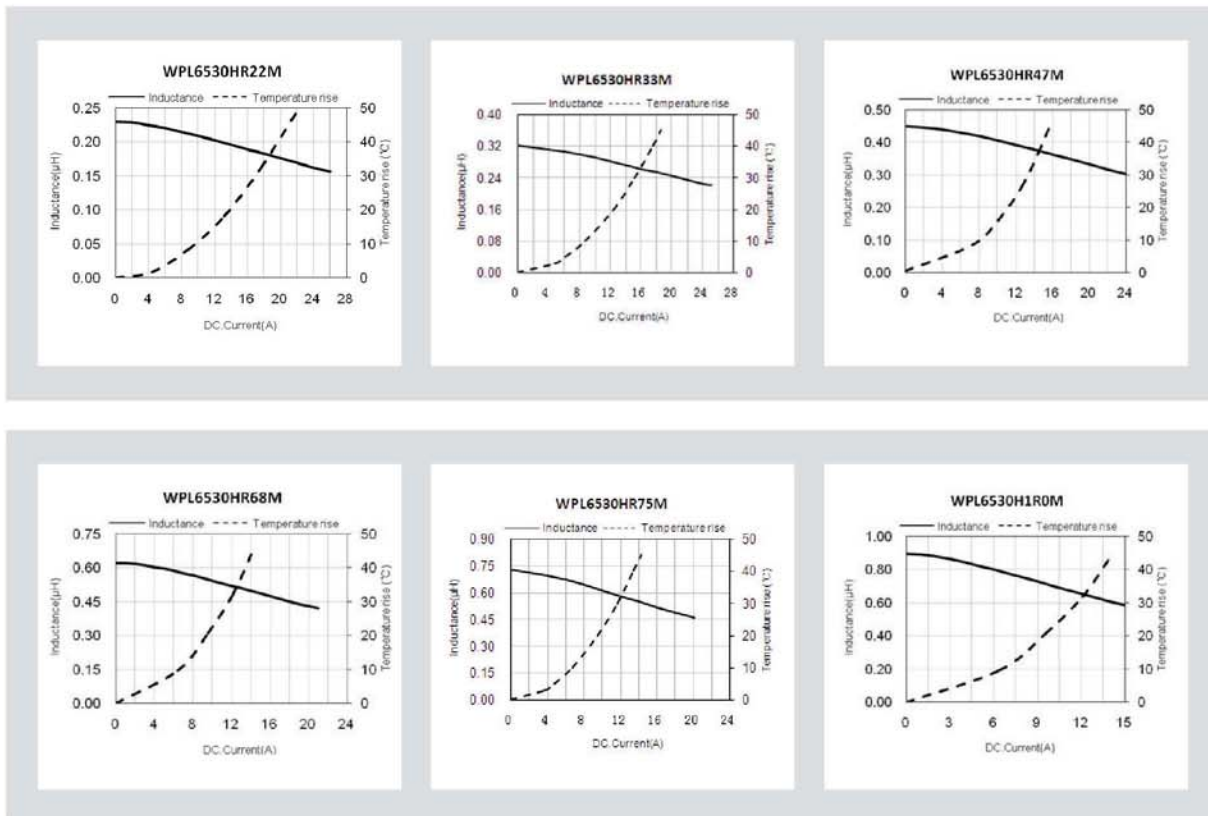 WPL6530HR22M
Inductance Temperature rise
0.25
0.20
0.15
0.10
0.05
0.00
50
40
30
20
10
0
Inductance(μH)
Temperature rise (℃)
0 4 8 12 16 20 24 28
DC.Current(A)
WPL6530HR33M
Inductance Temperature rise
0.40
0.32
0.24
0.16
0.08
0.00
50
40
30
20
10
0
Inductance(μH)
Temperature rise (℃)
0 4 8 12 16 20 24 28
DC.Current(A)
WPL6530HR47M
Inductance Temperature rise
0.50
0.40
0.30
0.20
0.10
0.00
50
40
30
20
10
0
Inductance(μH)
Temperature rise (℃)
0 4 8 12 16 20 24
DC.Current(A)
WPL6530HR68M
Inductance Temperature rise
0.75
0.60
0.45
0.30
0.15
0.00
50
40
30
20
10
0
Inductance(μH)
Temperature rise (℃)
0 4 8 12 16 20 24
DC.Current(A)
WPL6530HR75M
Inductance Temperature rise
0.90
0.75
0.60
0.45
0.30
0.15
0.00
50
40
30
20
10
0
Inductance(μH)
Temperature rise (℃)
0 4 8 12 16 20 24
DC.Current(A)
WPL6530H1R0M
Inductance Temperature rise
1.00
0.80
0.60
0.40
0.20
0.00
50
40
30
20
10
0
Inductance(μH)
Temperature rise (℃)
0 3 6 9 12 15
DC.Current(A)